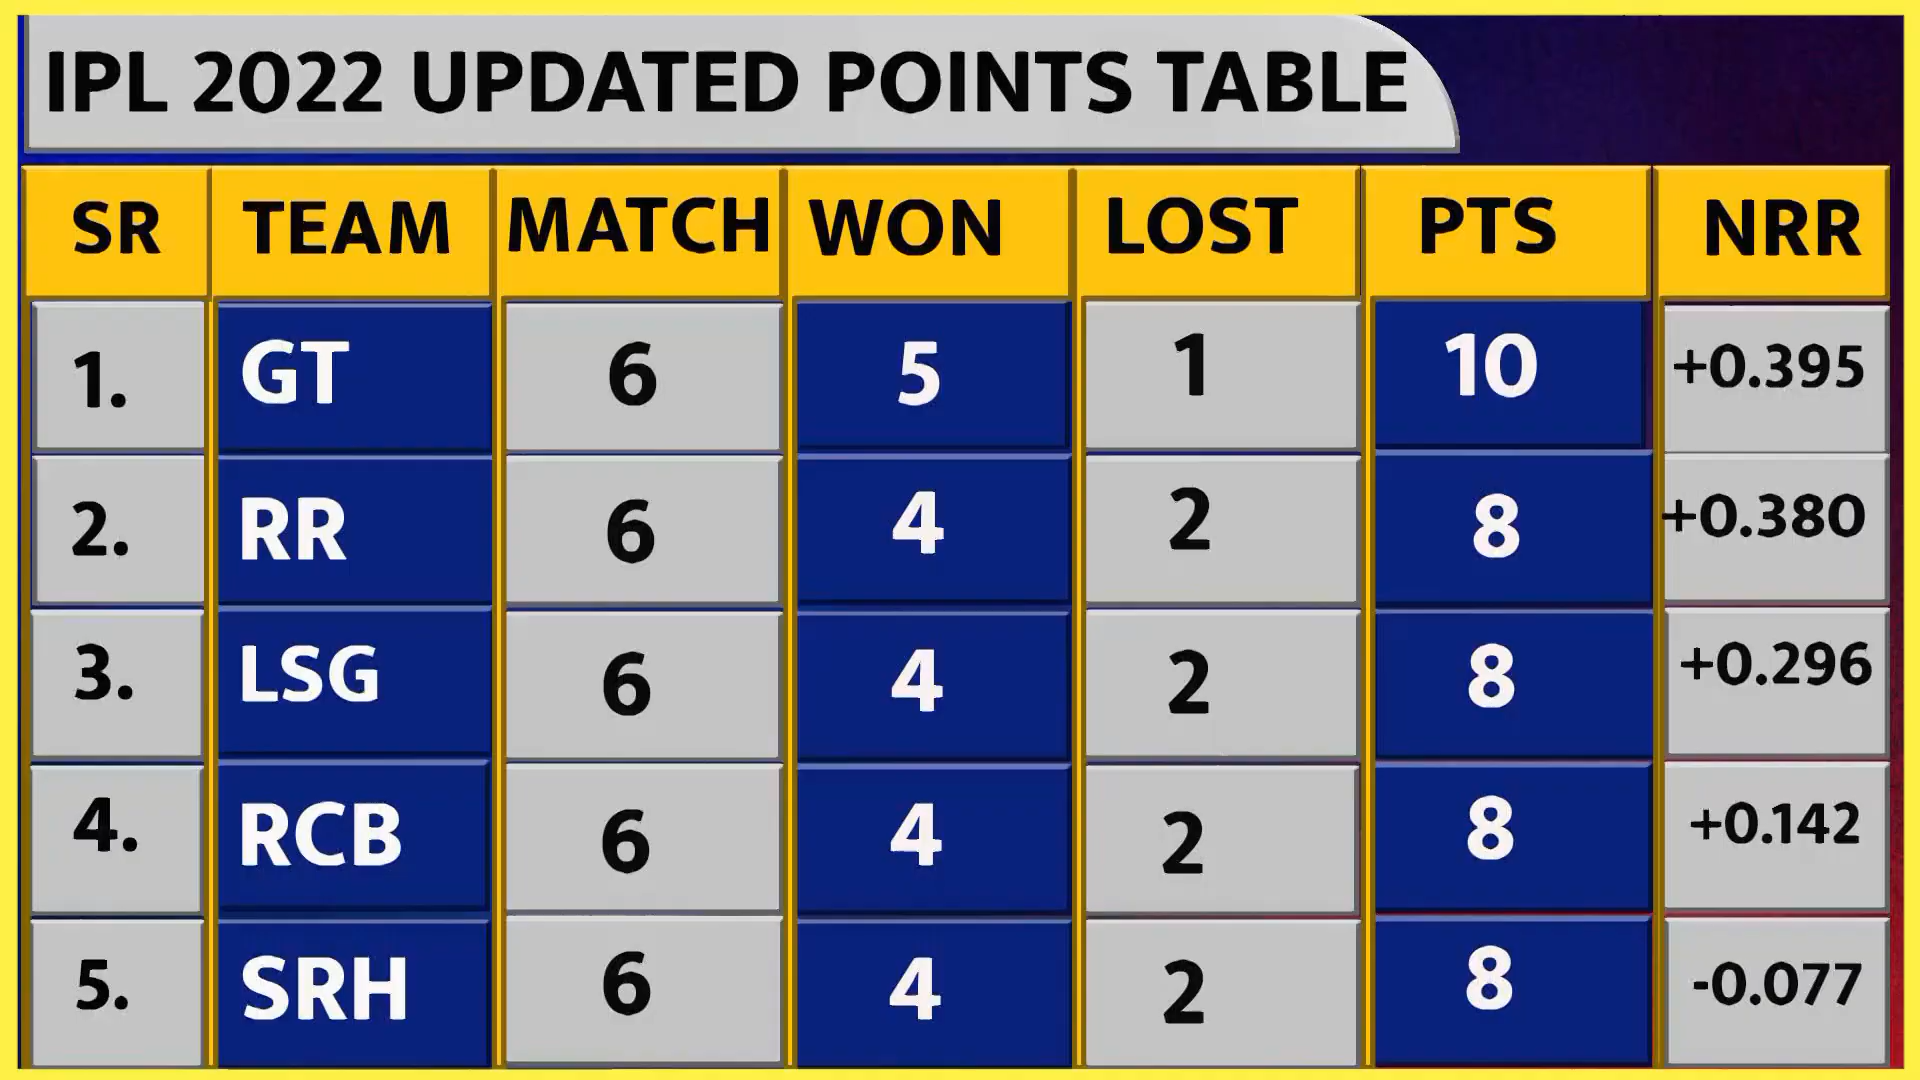 IPL 2022 UPDATED POINTS TABLE
SR TEAM MATCH WON LOST PTS NRR
1. GT 6 5 1 10 +0.395
2. RR 6 4 2 8 +0.380
3. LSG 6 4 2 8 +0.296
4. RCB 6 4 2 8 +0.142
5. SRH 6 4 2 8 -0.077